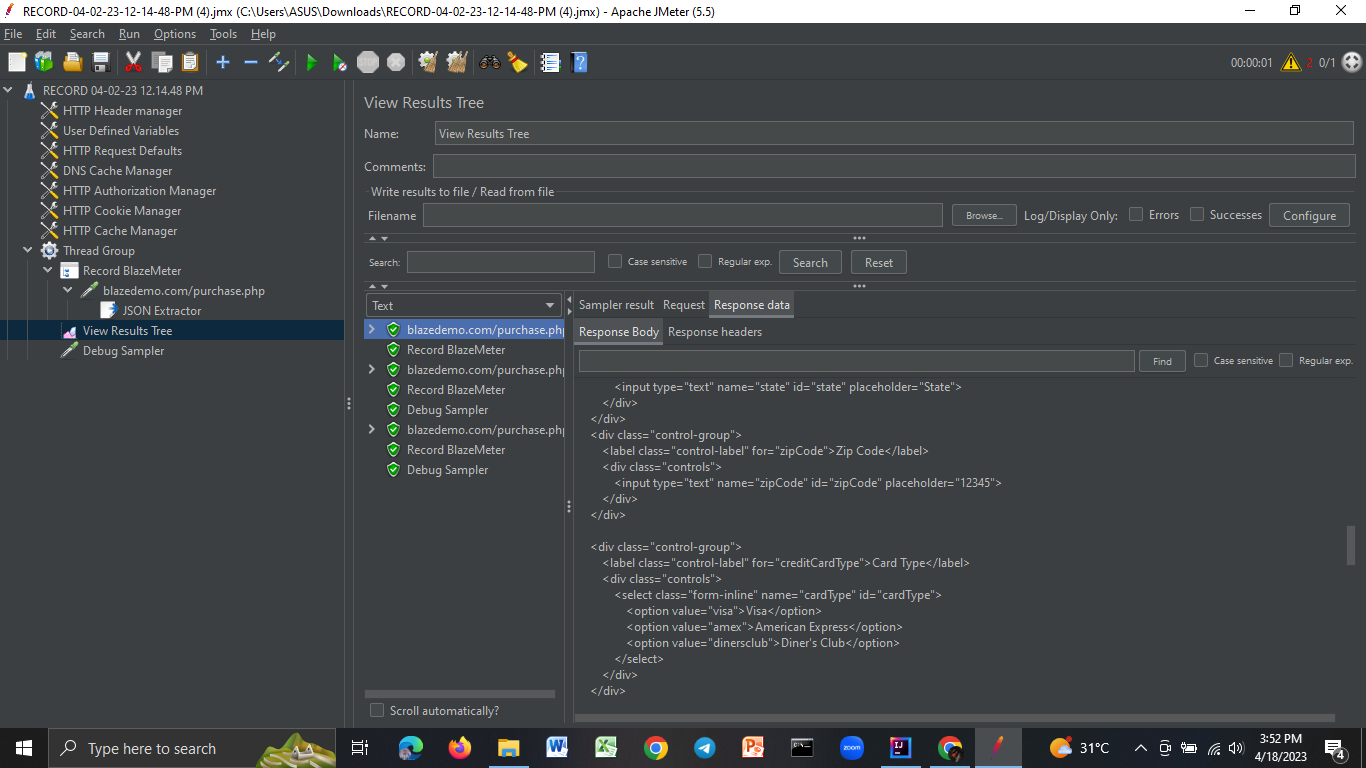 RECORD-04-02-23-12-14-48-PM (4).jmx (C:\Users\ASUS\Downloads\RECORD-04-02-23-12-14-48-PM (4).jmx) - Apache JMeter (5.5)
File Edit Search Run Options Tools Help
STOP
00:00:01 2 0/1
RECORD 04-02-23 12.14.48 PM
HTTP Header manager
User Defined Variables
HTTP Request Defaults
DNS Cache Manager
HTTP Authorization Manager
HTTP Cookie Manager
HTTP Cache Manager
Thread Group
Record BlazeMeter
blazedemo.com/purchase.php
JSON Extractor
View Results Tree
Debug Sampler
View Results Tree
Name: View Results Tree
Comments:
Write results to file / Read from file
Filename Browse... Log/Display Only: Errors Successes Configure
Search: Case sensitive Regular exp. Search Reset
Text
blazedemo.com/purchase.php
Record BlazeMeter
blazedemo.com/purchase.php
Record BlazeMeter
Debug Sampler
blazedemo.com/purchase.php
Record BlazeMeter
Debug Sampler
Scroll automatically?
Sampler result Request Response data
Response Body Response headers
Find Case sensitive Regular exp.
<input type="text" name="state" id="state" placeholder="State">
</div>
</div>
<div class="control-group">
<label class="control-label" for="zipCode">Zip Code</label>
<div class="controls">
<input type="text" name="zipCode" id="zipCode" placeholder="12345">
</div>
</div>
<div class="control-group">
<label class="control-label" for="creditCardType">Card Type</label>
<div class="controls">
<select class="form-inline" name="cardType" id="cardType">
<option value="visa">Visa</option>
<option value="amex">American Express</option>
<option value="dinersclub">Diner's Club</option>
</select>
</div>
</div>
Type here to search
zoom
31°C
3:52 PM
4/18/2023
4